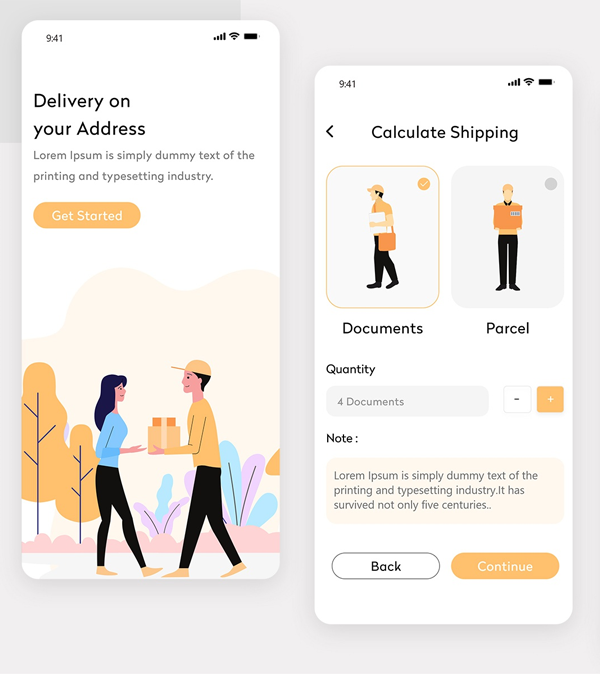 9:41
Delivery on
your Address
Lorem Ipsum is simply dummy text of the
printing and typesetting industry.
Get Started
9:41
Calculate Shipping
Documents
Parcel
Quantity
4 Documents
-
+
Note :
Lorem Ipsum is simply dummy text of the
printing and typesetting industry.It has
survived not only five centuries..
Back
Continue